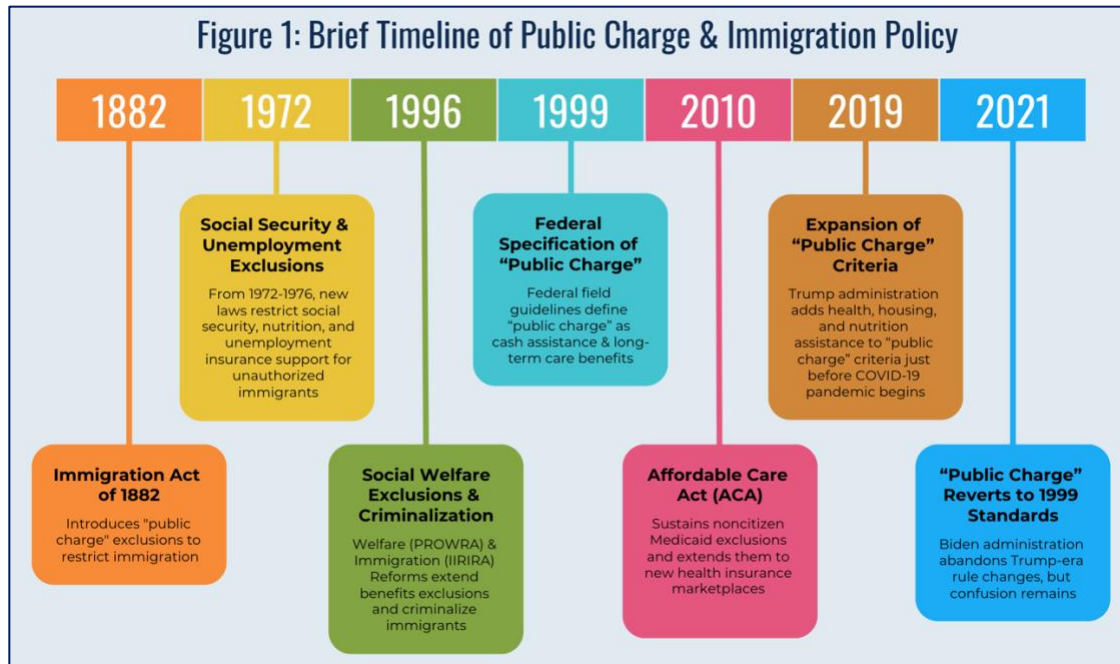 Figure 1: Brief Timeline of Public Charge & Immigration Policy
1882
1972
1996
1999
2010
2019
2021
Immigration Act
of 1882
Introduces "public
charge" exclusions to
restrict immigration
Social Security &
Unemployment
Exclusions
From 1972-1976, new
laws restrict social
security, nutrition, and
unemployment
insurance support for
unauthorized
immigrants
Social Welfare
Exclusions &
Criminalization
Welfare (PROWRA) &
Immigration (IIRIRA)
Reforms extend
benefits exclusions
and criminalize
immigrants
Federal
Specification of
“Public Charge”
Federal field
guidelines define
“public charge” as
cash assistance & long-
term care benefits
Affordable Care
Act (ACA)
Sustains noncitizen
Medicaid exclusions
and extends them to
new health insurance
marketplaces
Expansion of
“Public Charge”
Criteria
Trump administration
adds health, housing,
and nutrition
assistance to “public
charge” criteria just
before COVID-19
pandemic begins
“Public Charge”
Reverts to 1999
Standards
Biden administration
abandons Trump-era
rule changes, but
confusion remains